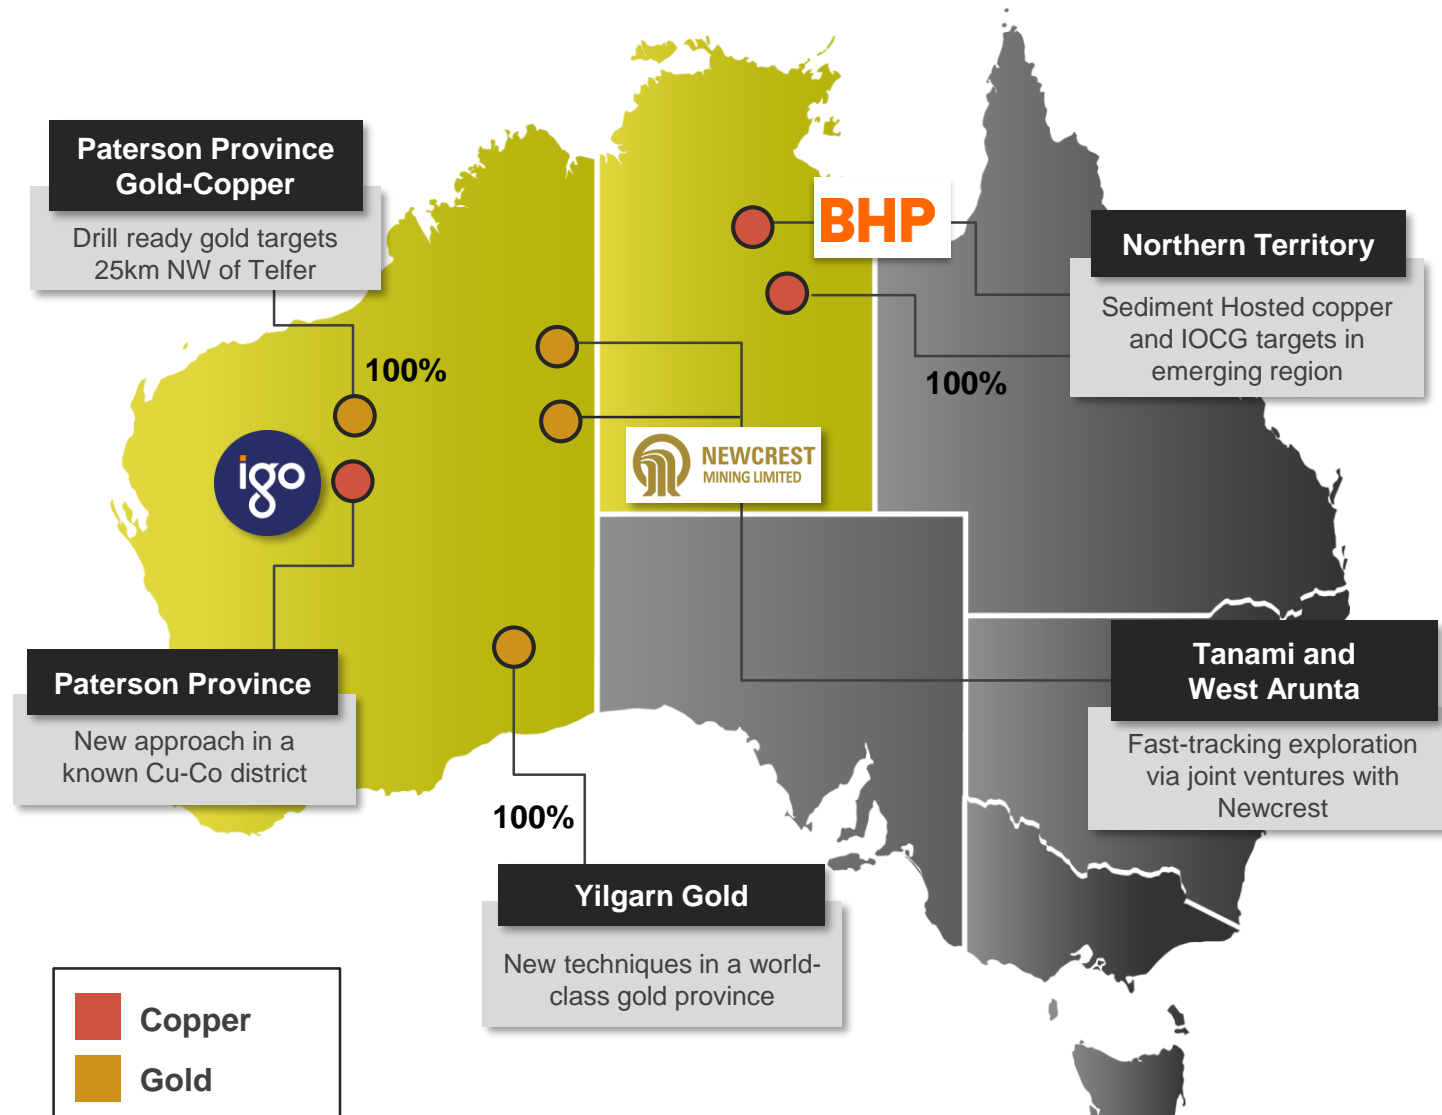 Paterson Province
Gold-Copper
Drill ready gold targets
25km NW of Telfer
100%
igo
Paterson Province
New approach in a
known Cu-Co district
BHP
Northern Territory
Sediment Hosted copper
and IOCG targets in
emerging region
100%
NEWCREST
MINING LIMITED
Tanami and
West Arunta
Fast-tracking exploration
via joint ventures with
Newcrest
100%
Yilgarn Gold
New techniques in a world-
class gold province
Copper
Gold